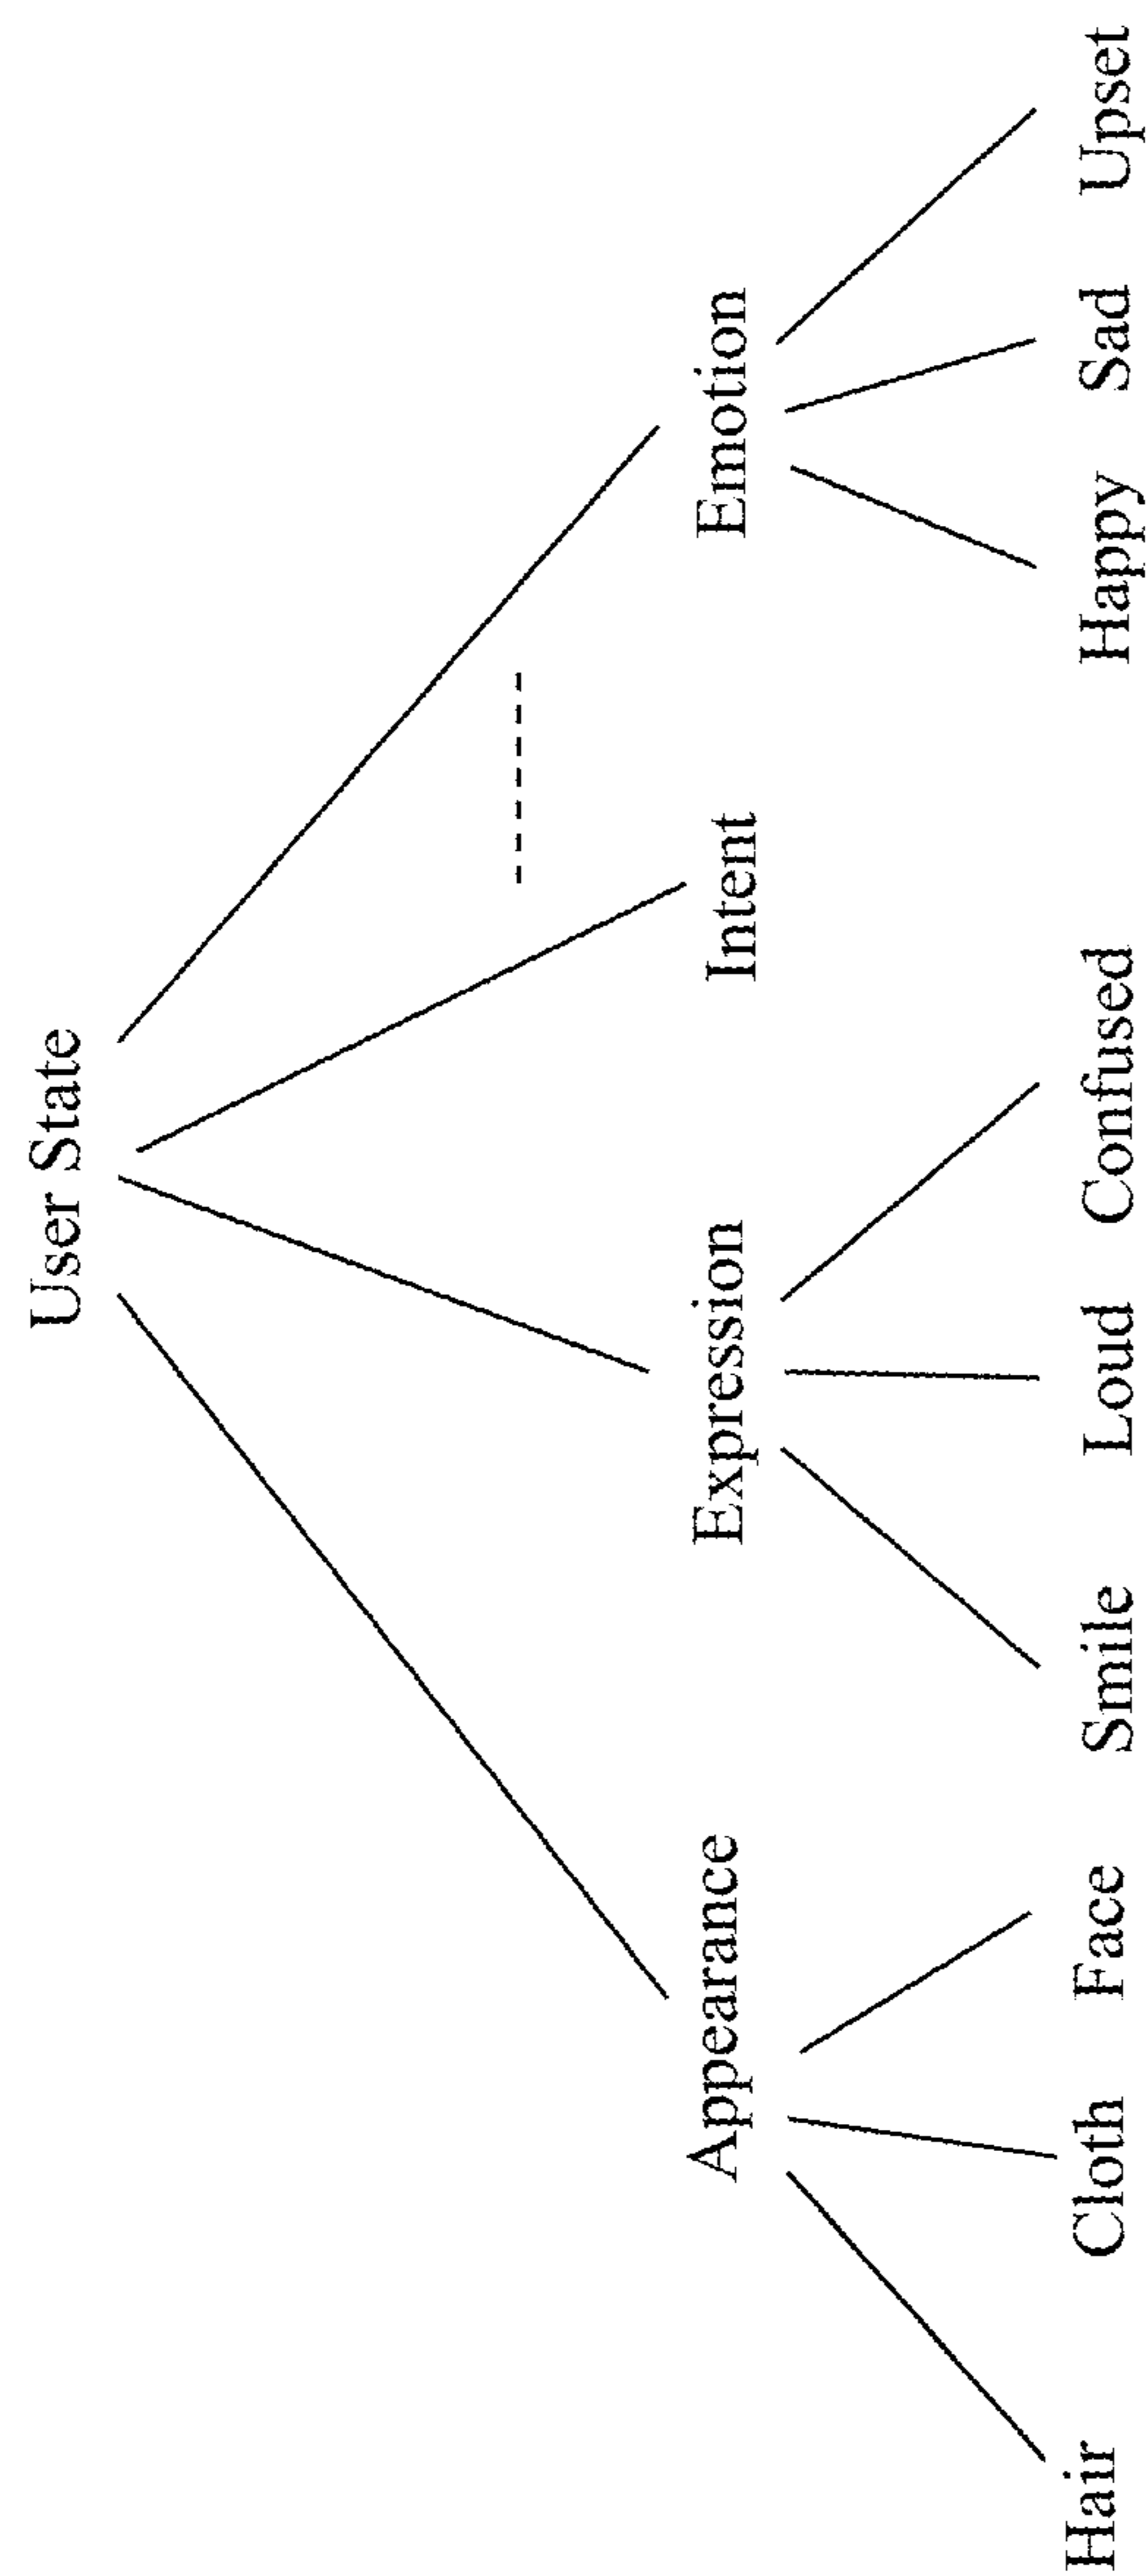 User State
Appearance Expression Intent Emotion
Hair Cloth Face Smile Loud Confused Happy Sad Upset